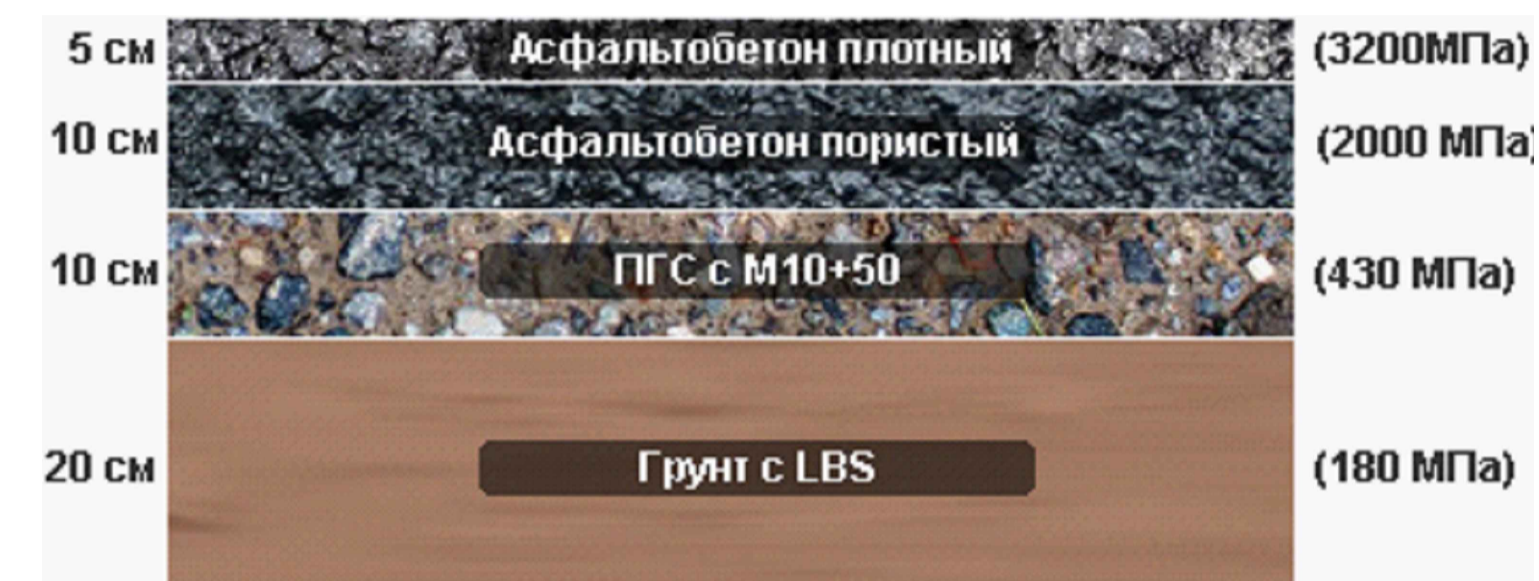 5 см Асфальтобетон плотный (3200МПа)
10 см Асфальтобетон пористый (2000 МПа)
10 см ПГС с М10+50 (430 МПа)
20 см Грунт с LBS (180 МПа)